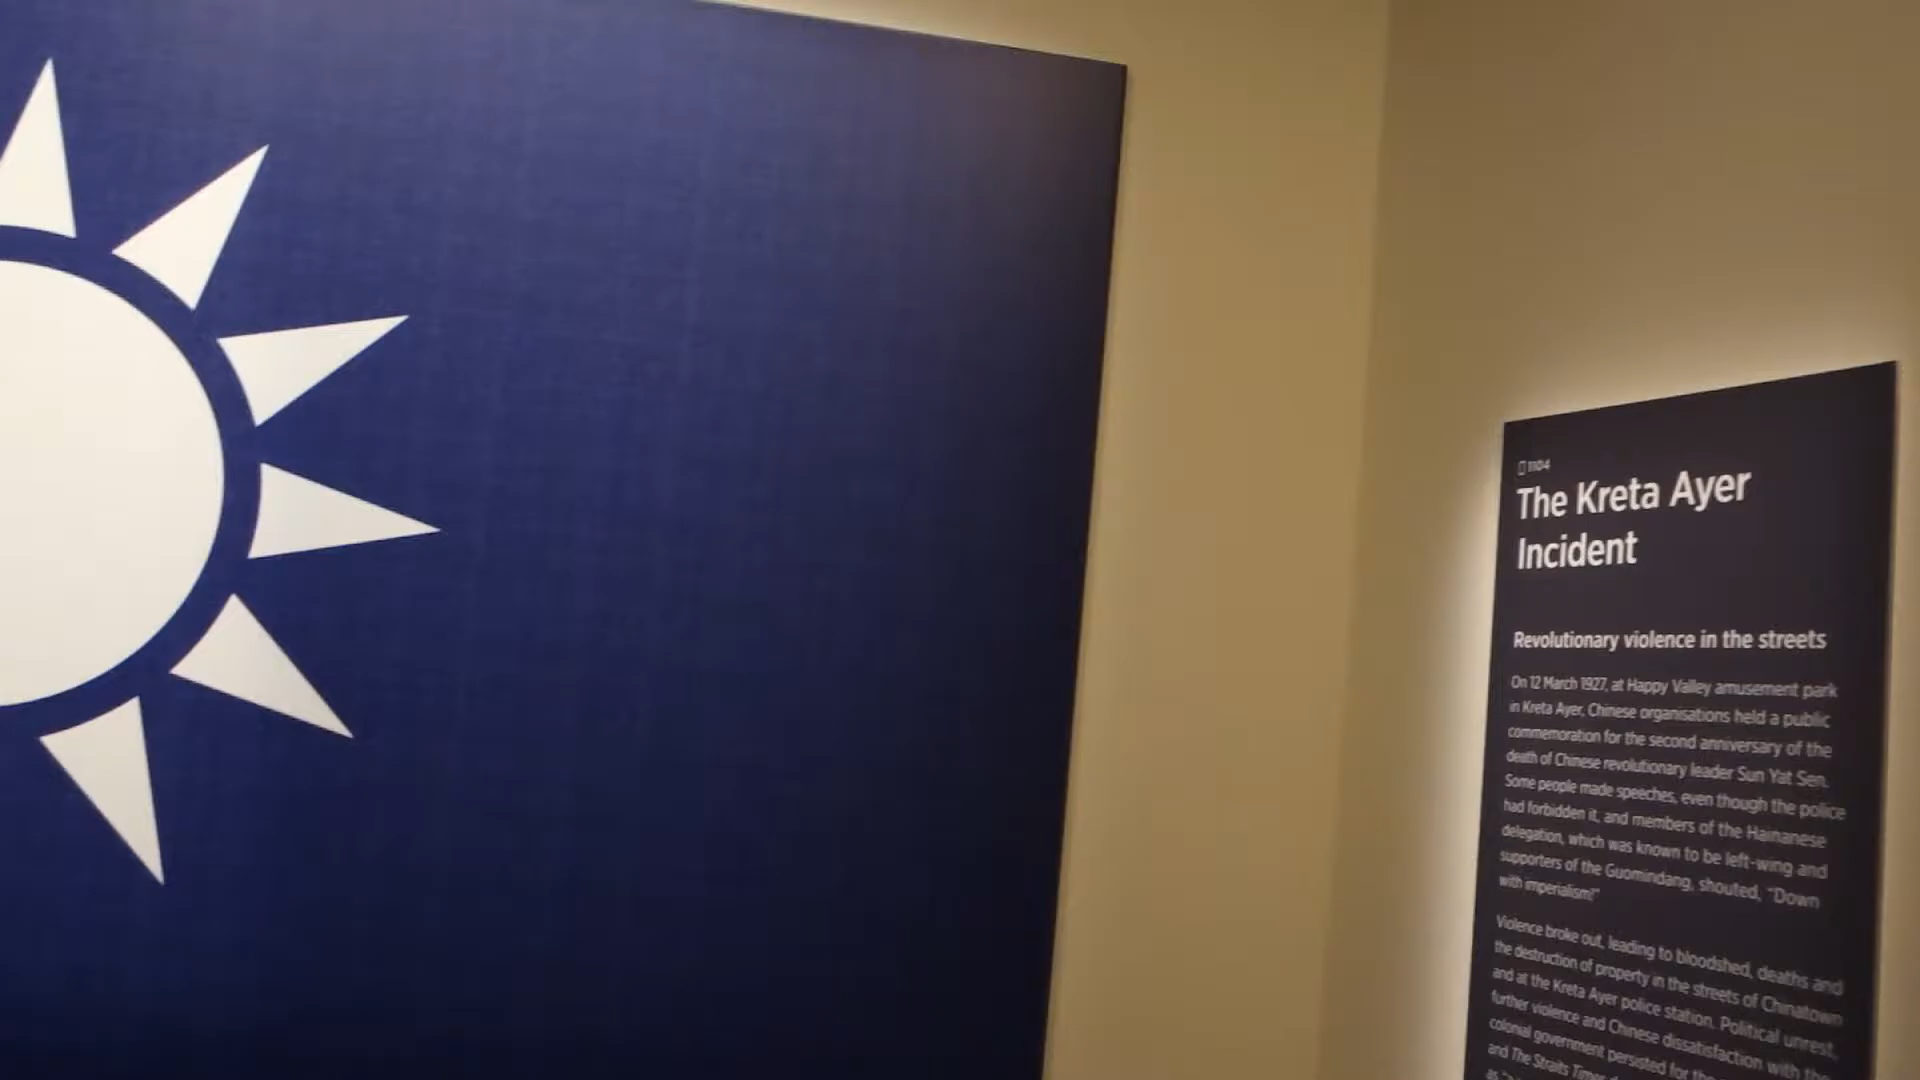 1104
The Kreta Ayer
Incident
Revolutionary violence in the streets
On 12 March 1927, at Happy Valley amusement park
in Kreta Ayer, Chinese organisations held a public
commemoration for the second anniversary of the
death of Chinese revolutionary leader Sun Yat Sen.
Some people made speeches, even though the police
had forbidden it, and members of the Hainanese
delegation, which was known to be left-wing and
supporters of the Guomindang, shouted, “Down
with imperialism!”
Violence broke out, leading to bloodshed, deaths and
the destruction of property in the streets of Chinatown
and at the Kreta Ayer police station. Political unrest,
further violence and Chinese dissatisfaction with the
colonial government persisted for the
and The Straits Times
as